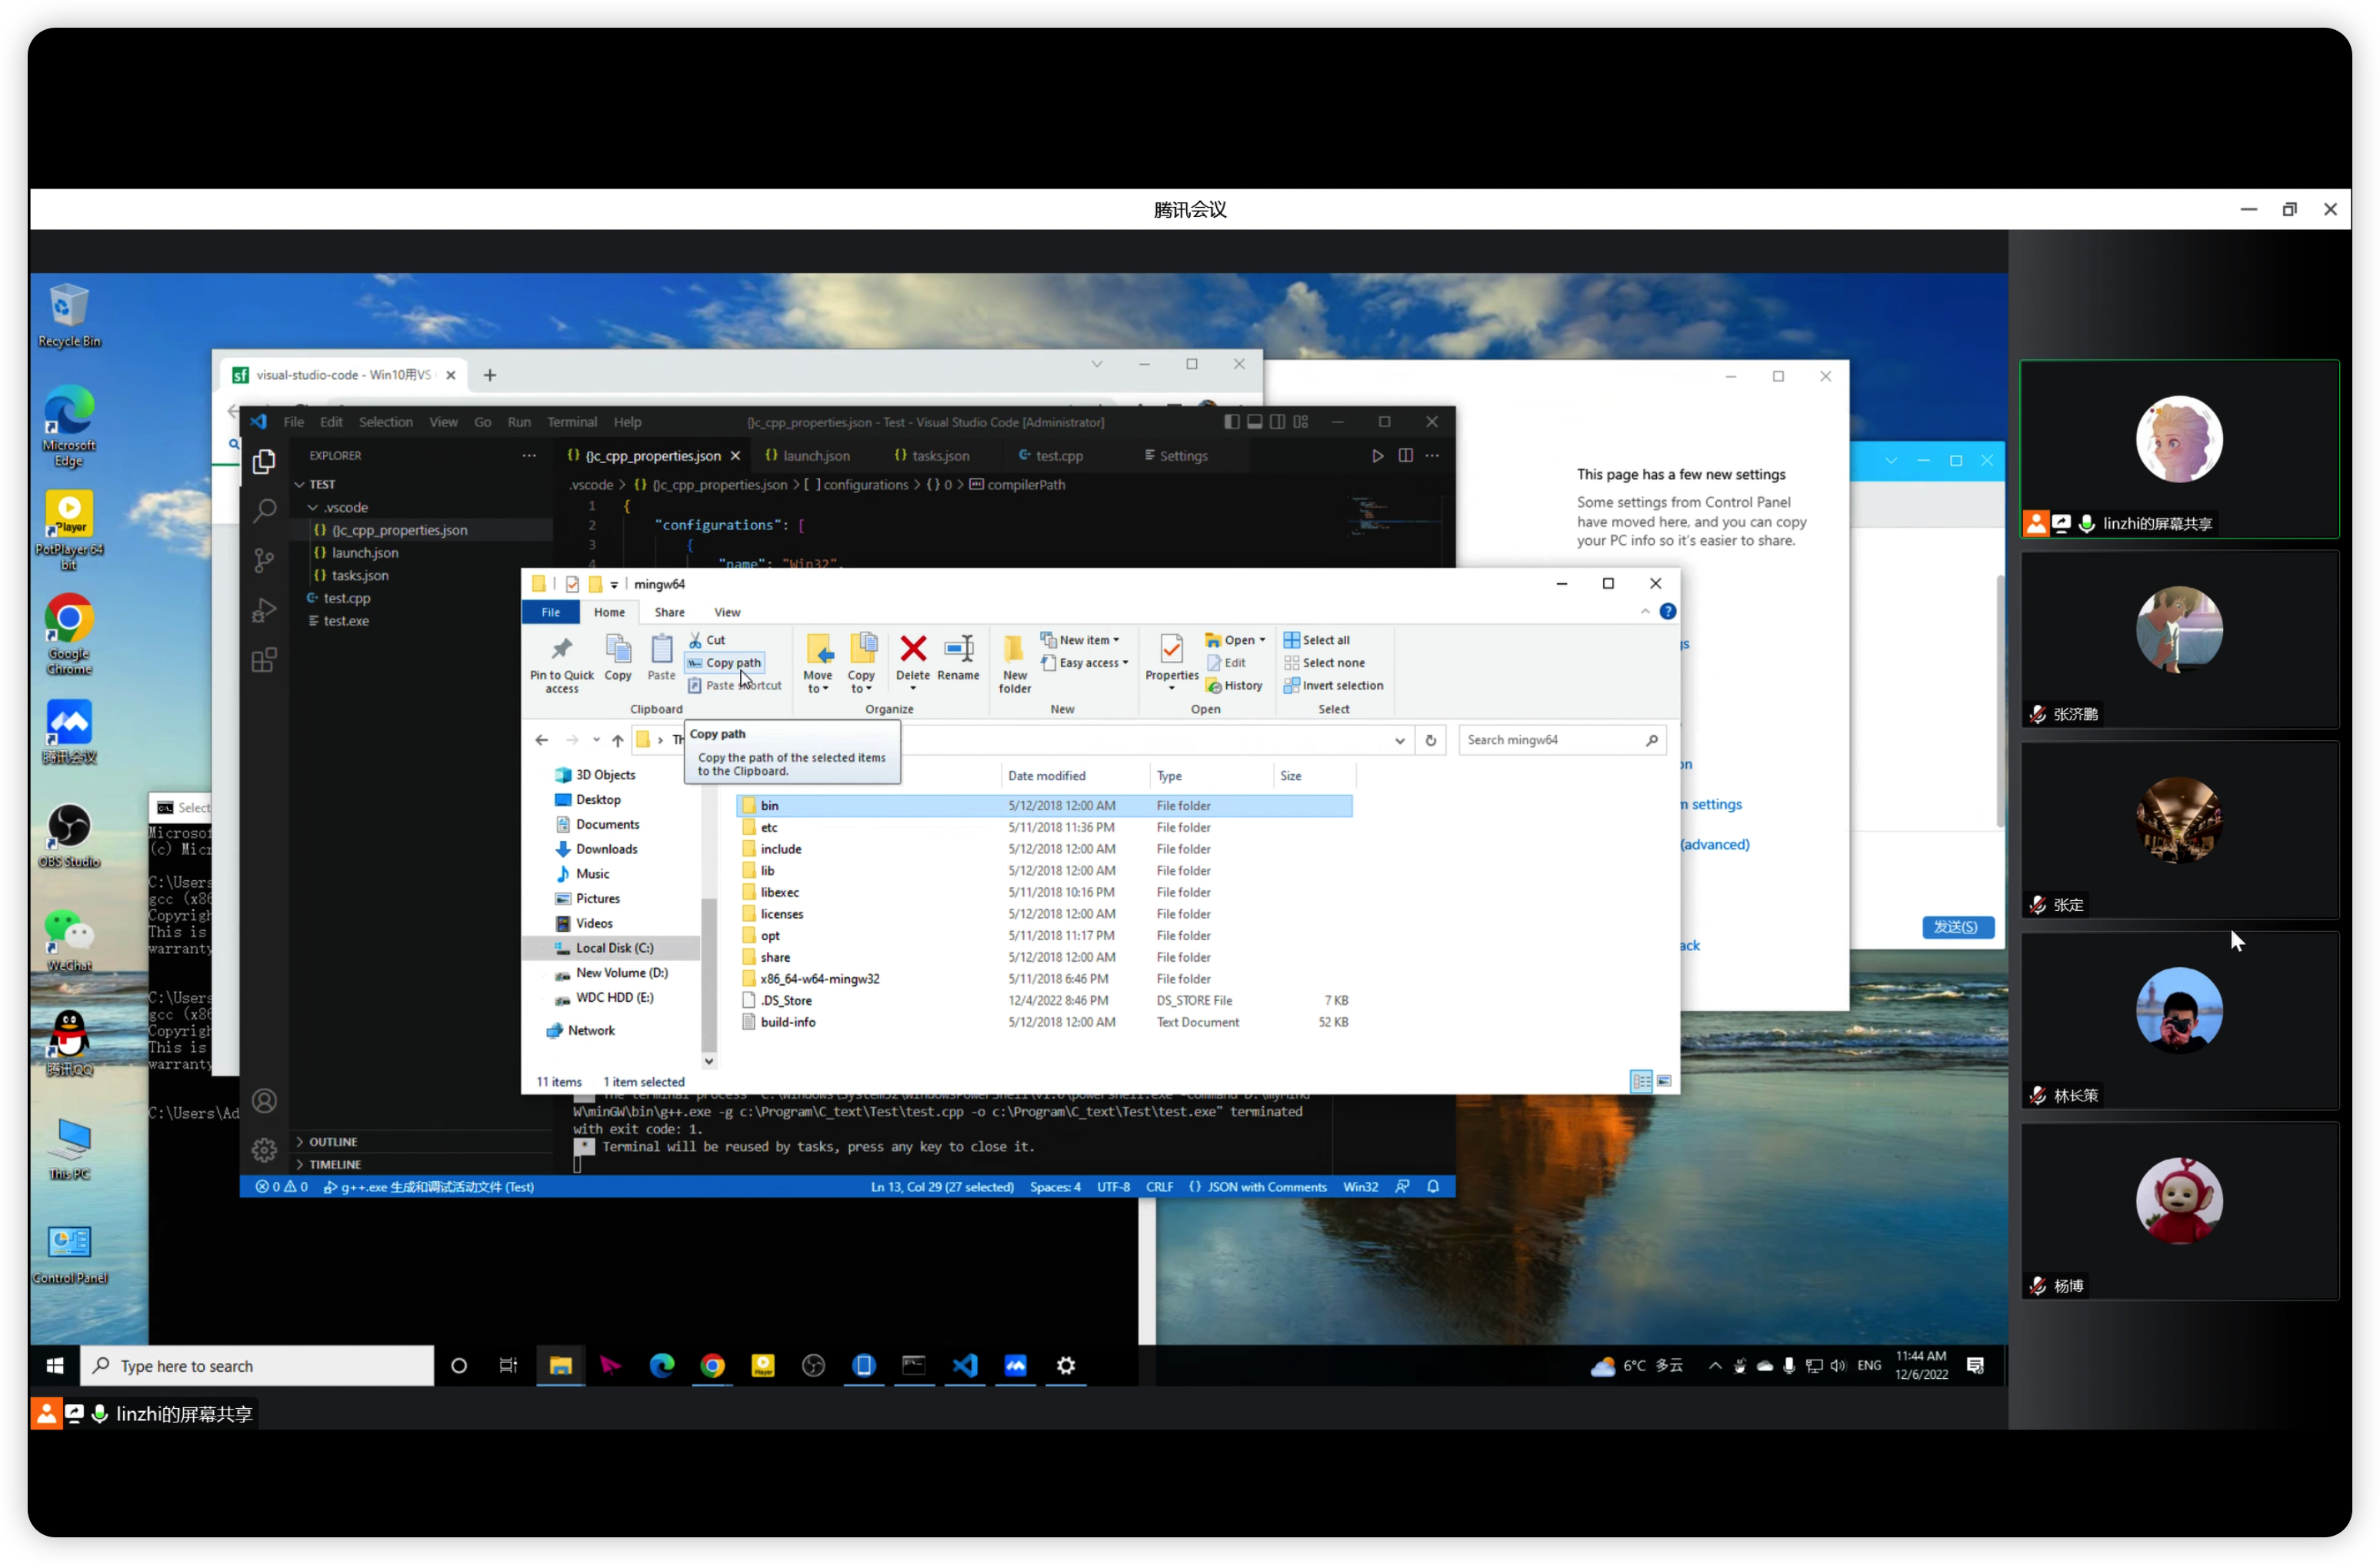 腾讯会议
Recycle Bin
Microsoft
Edge
Player
PotPlayer 64
bit
Google
Chrome
腾讯会议
OBS Studio
WeChat
腾讯QQ
This PC
Control Panel
visual-studio-code - Win10用VS
This page has a few new settings
Some settings from Control Panel
have moved here, and you can copy
your PC info so it's easier to share.
m settings
(advanced)
发送(S)
Select
Microsof
(c) Micr
C:\Users
gcc (x86
Copyrigh
This is
warranty
C:\Users
gcc (x86
Copyrigh
This is
warranty
C:\Users\Ad
File Edit Selection View Go Run Terminal Help
{}c_cpp_properties.json - Test - Visual Studio Code [Administrator]
EXPLORER
{}c_cpp_properties.json
launch.json
tasks.json
test.cpp
Settings
TEST
.vscode
{}c_cpp_properties.json
launch.json
tasks.json
test.cpp
test.exe
.vscode > {} {}c_cpp_properties.json > [ ] configurations > {} 0 > compilerPath
1 {
2 "configurations": [
3 {
4 "name": "Win32",
mingw64
File Home Share View
Pin to Quick
access
Copy
Paste
Cut
Copy path
Paste shortcut
Clipboard
Move
to
Copy
to
Delete
Rename
Organize
New
folder
New item
Easy access
New
Properties
Open
Edit
History
Open
Select all
Select none
Invert selection
Select
Copy path
Copy the path of the selected items
to the Clipboard.
Search mingw64
3D Objects
Desktop
Documents
Downloads
Music
Pictures
Videos
Local Disk (C:)
New Volume (D:)
WDC HDD (E:)
Network
Date modified Type Size
bin 5/12/2018 12:00 AM File folder
etc 5/11/2018 11:36 PM File folder
include 5/12/2018 12:00 AM File folder
lib 5/12/2018 12:00 AM File folder
libexec 5/11/2018 10:16 PM File folder
licenses 5/12/2018 12:00 AM File folder
opt 5/11/2018 11:17 PM File folder
share 5/12/2018 12:00 AM File folder
x86_64-w64-mingw32 5/11/2018 6:46 PM File folder
.DS_Store 12/4/2022 8:46 PM DS_STORE File 7 KB
build-info 5/12/2018 12:00 AM Text Document 52 KB
11 items 1 item selected
W\minGW\bin\g++.exe -g c:\Program\C_text\Test\test.cpp -o c:\Program\C_text\Test\test.exe" terminated
with exit code: 1.
* Terminal will be reused by tasks, press any key to close it.
OUTLINE
TIMELINE
0 0 g++.exe 生成和调试活动文件 (Test)
Ln 13, Col 29 (27 selected) Spaces: 4 UTF-8 CRLF {} JSON with Comments Win32
Type here to search
6°C 多云
ENG
11:44 AM
12/6/2022
linzhi的屏幕共享
linzhi的屏幕共享
张济鹏
张定
林长策
杨博